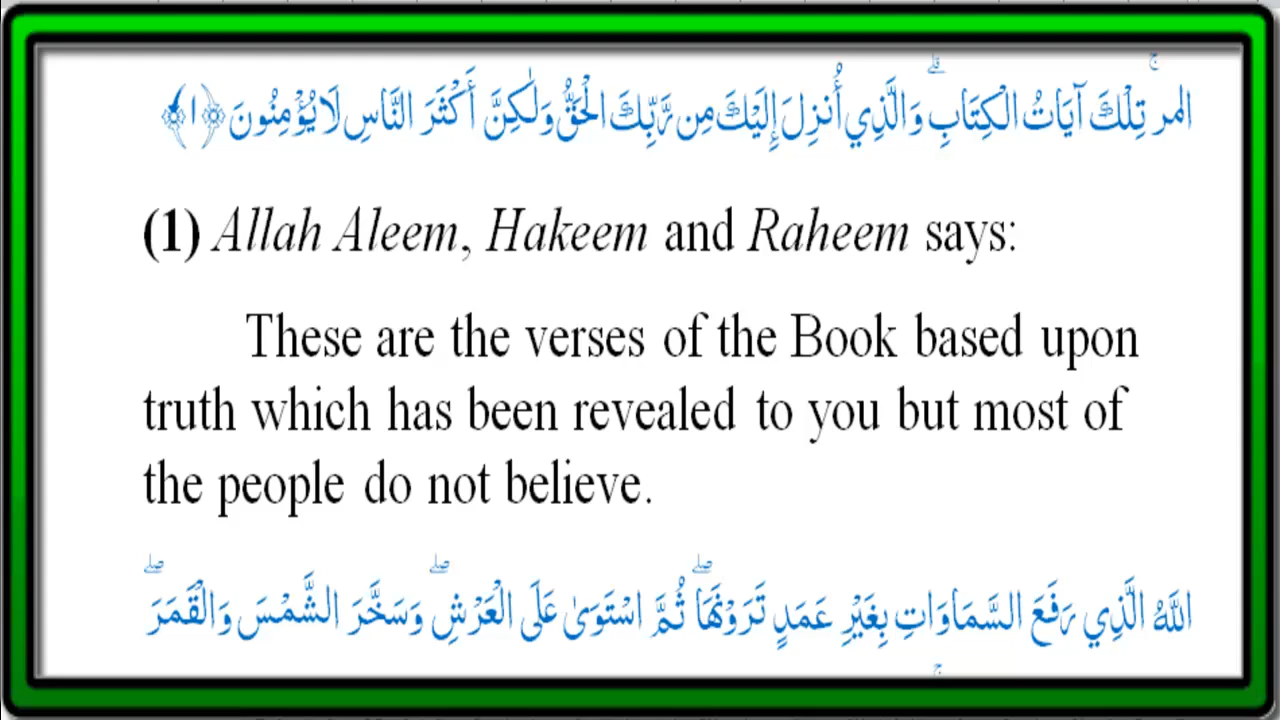 المر ۚ تِلْكَ آيَاتُ الْكِتَابِ ۗ وَالَّذِي أُنزِلَ إِلَيْكَ مِن رَّبِّكَ الْحَقُّ وَلَٰكِنَّ أَكْثَرَ النَّاسِ لَا يُؤْمِنُونَ ﴿١﴾
(1) Allah Aleem, Hakeem and Raheem says:
These are the verses of the Book based upon
truth which has been revealed to you but most of
the people do not believe.
اللَّهُ الَّذِي رَفَعَ السَّمَاوَاتِ بِغَيْرِ عَمَدٍ تَرَوْنَهَا ۖ ثُمَّ اسْتَوَىٰ عَلَى الْعَرْشِ ۖ وَسَخَّرَ الشَّمْسَ وَالْقَمَرَ ۖ